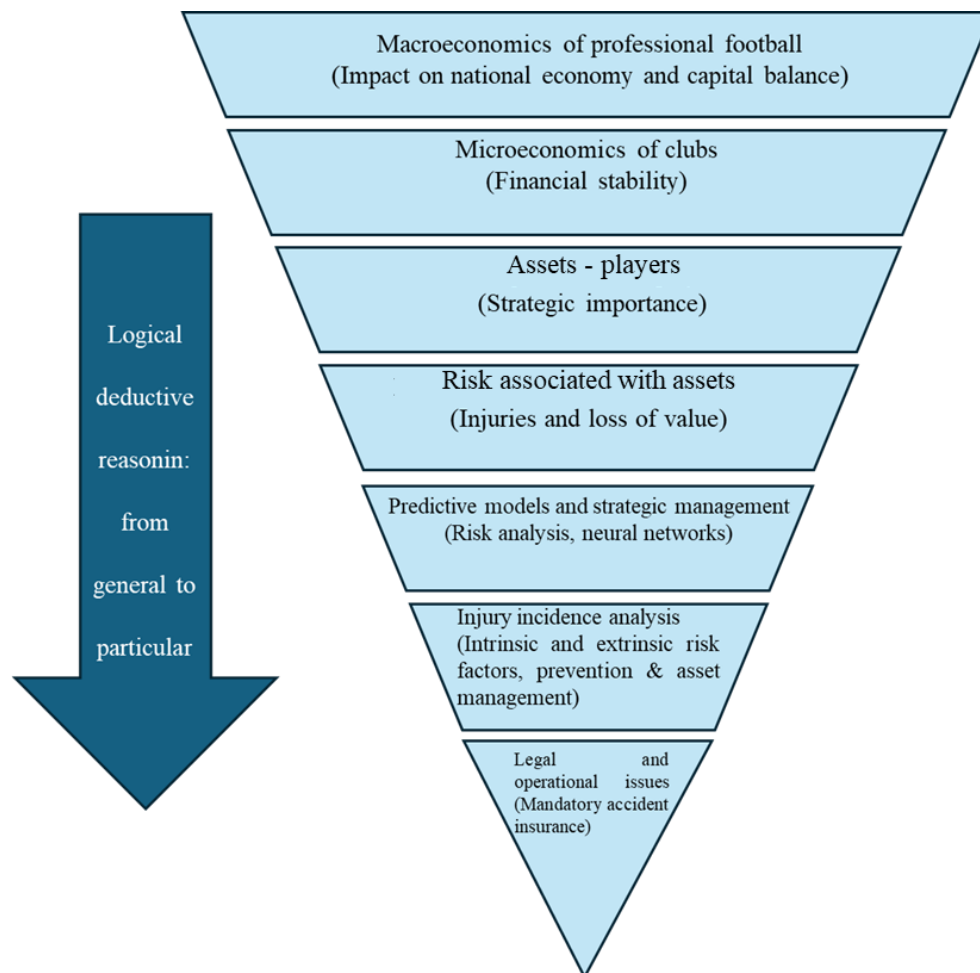 Macroeconomics of professional football
(Impact on national economy and capital balance)
Microeconomics of clubs
(Financial stability)
Assets - players
(Strategic importance)
Risk associated with assets
(Injuries and loss of value)
Predictive models and strategic management
(Risk analysis, neural networks)
Injury incidence analysis
(Intrinsic and extrinsic risk
factors, prevention & asset
management)
Legal and
operational issues
(Mandatory accident
insurance)
Logical
deductive
reasonin:
from
general to
particular